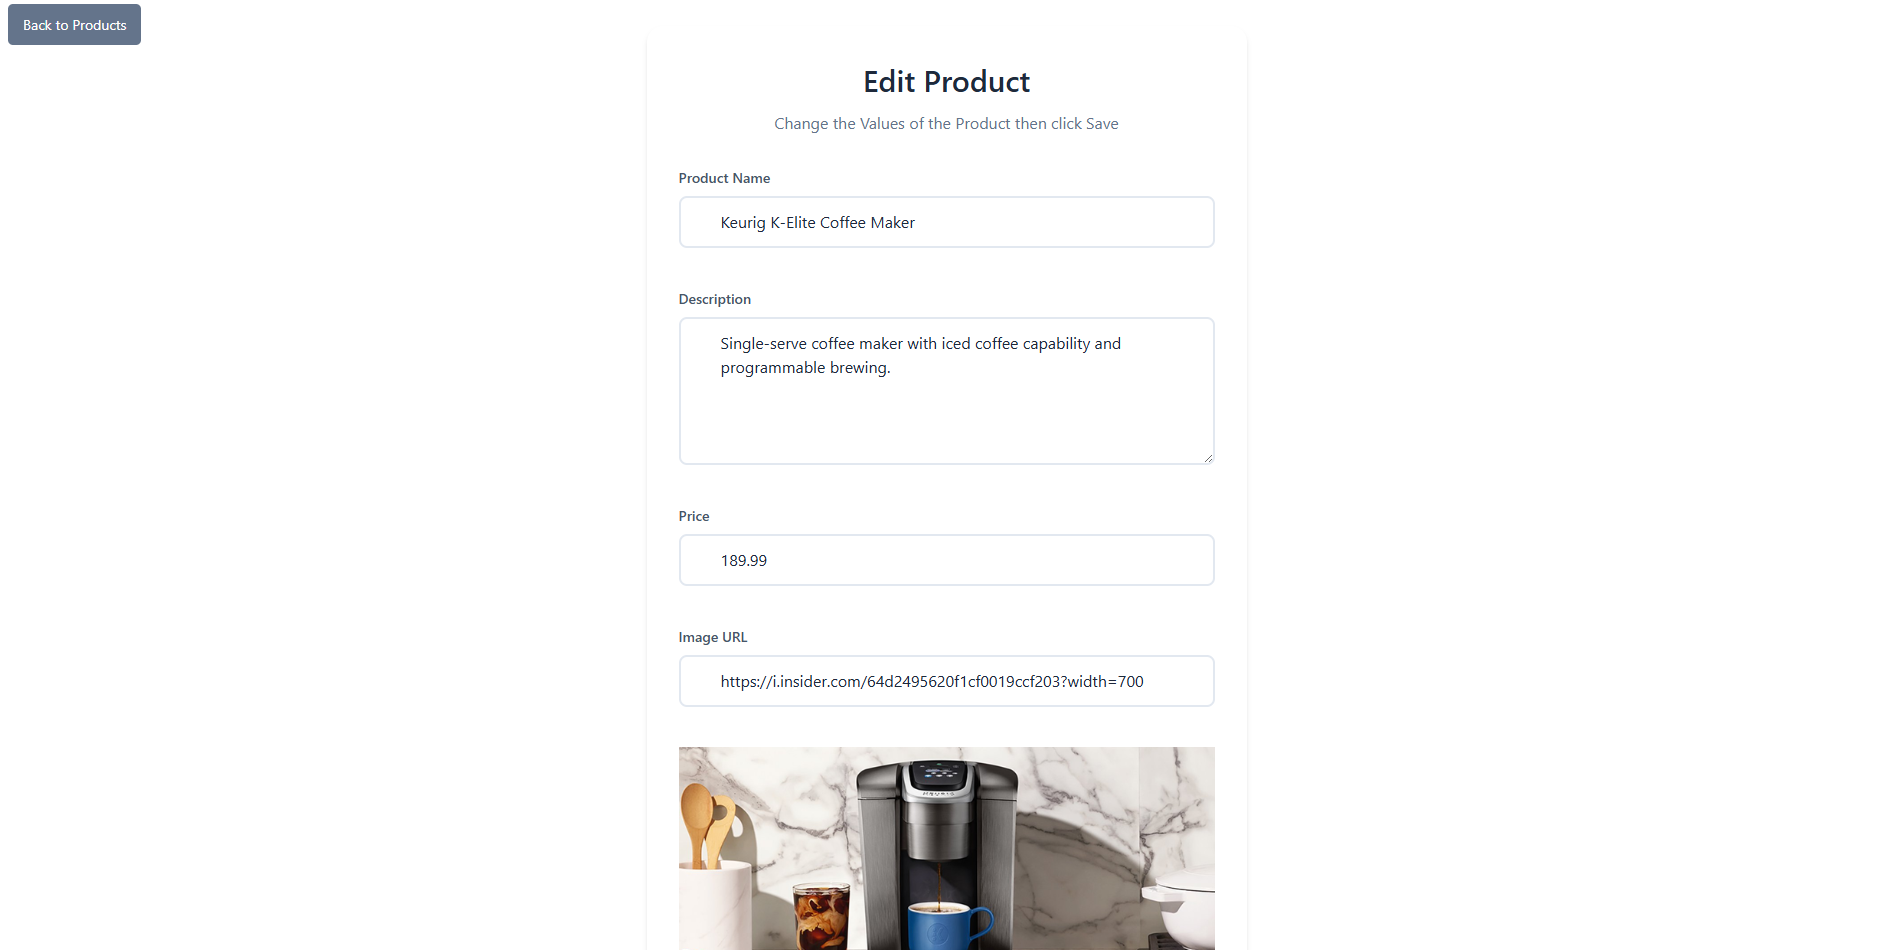 Back to Products
Edit Product
Change the Values of the Product then click Save
Product Name
Keurig K-Elite Coffee Maker
Description
Single-serve coffee maker with iced coffee capability and
programmable brewing.
Price
189.99
Image URL
https://i.insider.com/64d2495620f1cf0019ccf203?width=700
KEURIG